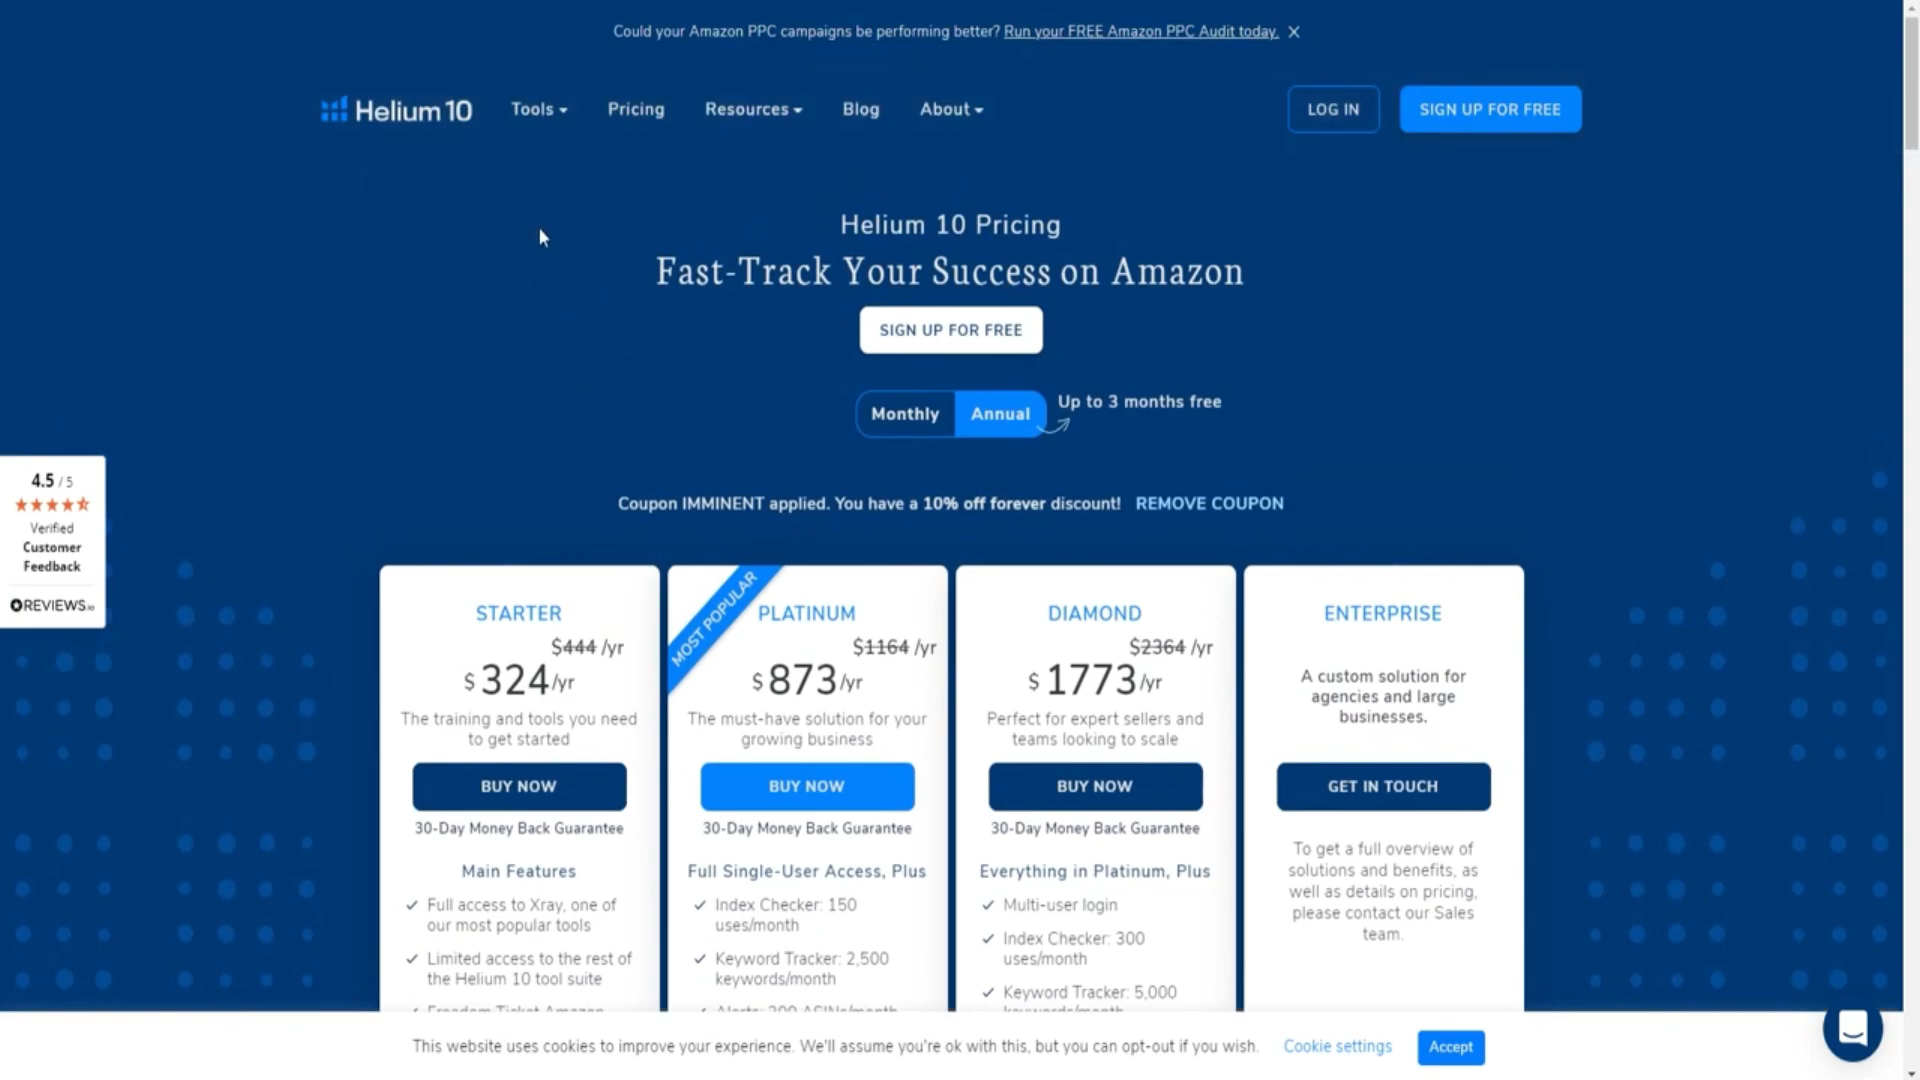 Could your Amazon PPC campaigns be performing better? Run your FREE Amazon PPC Audit today.
Helium 10
Tools
Pricing
Resources
Blog
About
LOG IN
SIGN UP FOR FREE
Helium 10 Pricing
Fast-Track Your Success on Amazon
SIGN UP FOR FREE
Monthly
Annual
Up to 3 months free
Coupon IMMINENT applied. You have a 10% off forever discount! REMOVE COUPON
4.5 / 5
Verified
Customer
Feedback
REVIEWS.io
STARTER
$444 /yr
$ 324 /yr
The training and tools you need
to get started
BUY NOW
30-Day Money Back Guarantee
Main Features
Full access to Xray, one of
our most popular tools
Limited access to the rest of
the Helium 10 tool suite
Freedom Ticket Amazon
MOST POPULAR
PLATINUM
$1164 /yr
$ 873 /yr
The must-have solution for your
growing business
BUY NOW
30-Day Money Back Guarantee
Full Single-User Access, Plus
Index Checker: 150
uses/month
Keyword Tracker: 2,500
keywords/month
Alerts: 200 ASINs/month
DIAMOND
$2364 /yr
$ 1773 /yr
Perfect for expert sellers and
teams looking to scale
BUY NOW
30-Day Money Back Guarantee
Everything in Platinum, Plus
Multi-user login
Index Checker: 300
uses/month
Keyword Tracker: 5,000
keywords/month
ENTERPRISE
A custom solution for
agencies and large
businesses.
GET IN TOUCH
To get a full overview of
solutions and benefits, as
well as details on pricing,
please contact our Sales
team.
This website uses cookies to improve your experience. We'll assume you're ok with this, but you can opt-out if you wish.
Cookie settings
Accept